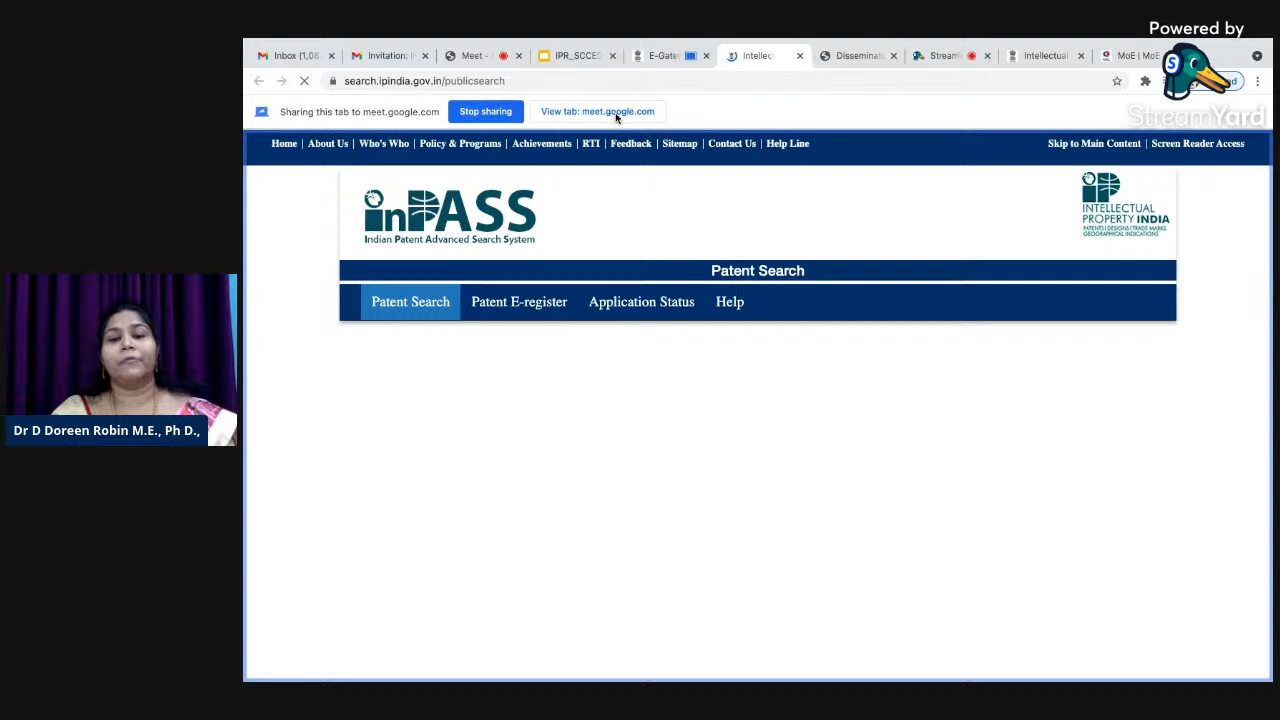 Powered by
StreamYard
Inbox (1,08
Invitation: I
Meet -
IPR_SCCED
E-Gate
Intellect
Disseminat
StreamY
Intellectual
MoE | MoE
search.ipindia.gov.in/publicsearch
Sharing this tab to meet.google.com
Stop sharing
View tab: meet.google.com
Home | About Us | Who's Who | Policy & Programs | Achievements | RTI | Feedback | Sitemap | Contact Us | Help Line
Skip to Main Content | Screen Reader Access
inPASS
Indian Patent Advanced Search System
iP
INTELLECTUAL
PROPERTY INDIA
PATENTS | DESIGNS | TRADE MARKS
GEOGRAPHICAL INDICATIONS
Patent Search
Patent Search Patent E-register Application Status Help
Dr D Doreen Robin M.E., Ph D.,